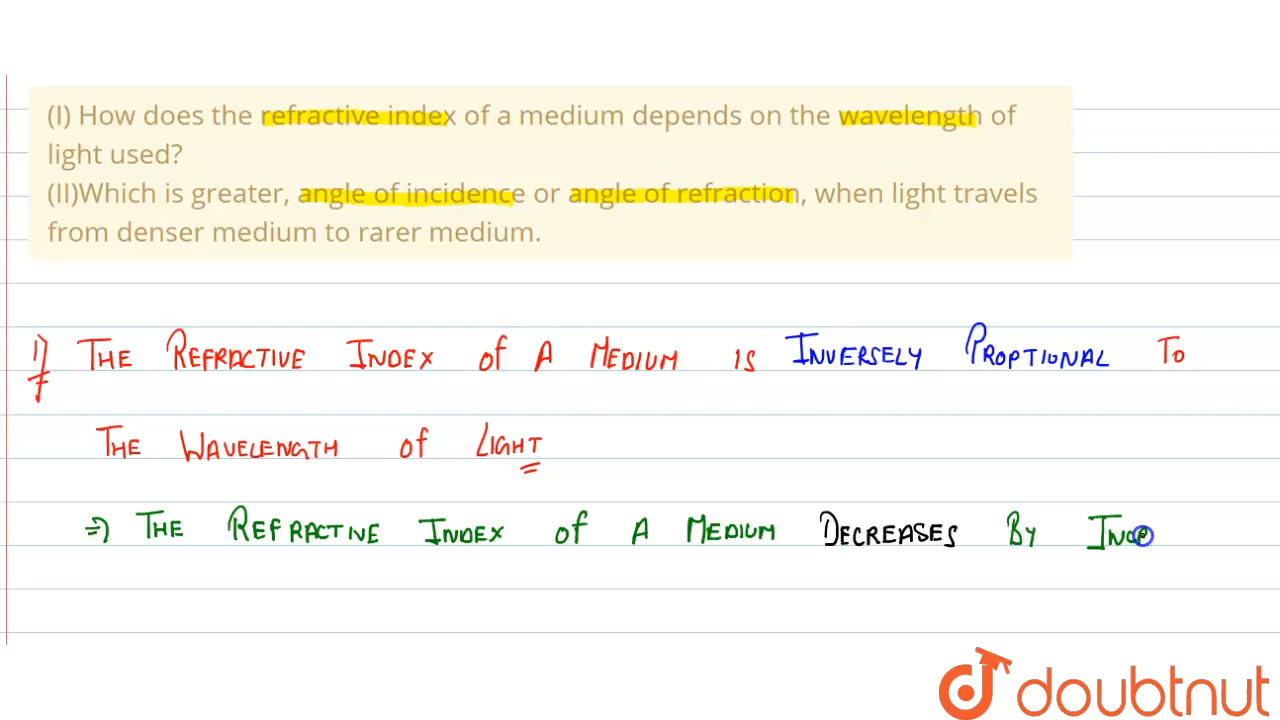 (I) How does the refractive index of a medium depends on the wavelength of
light used?
(II)Which is greater, angle of incidence or angle of refraction, when light travels
from denser medium to rarer medium.
1) THE REFRACTIVE INDEX of A MEDIUM IS INVERSELY PROPTIONAL TO
THE WAVELENGTH of LIGHT
=> THE REFRACTIVE INDEX of A MEDIUM DECREASES BY
doubtnut